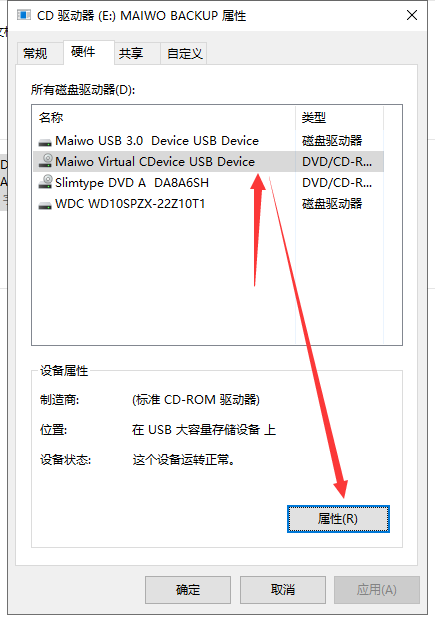 CD 驱动器 (E:) MAIWO BACKUP 属性
常规 硬件 共享 自定义
所有磁盘驱动器(D):
名称 类型
Maiwo USB 3.0 Device USB Device 磁盘驱动器
Maiwo Virtual CDevice USB Device DVD/CD-R...
Slimtype DVD A DA8A6SH DVD/CD-R...
WDC WD10SPZX-22Z10T1 磁盘驱动器
设备属性
制造商: (标准 CD-ROM 驱动器)
位置: 在 USB 大容量存储设备 上
设备状态: 这个设备运转正常。
属性(R)
确定 取消 应用(A)